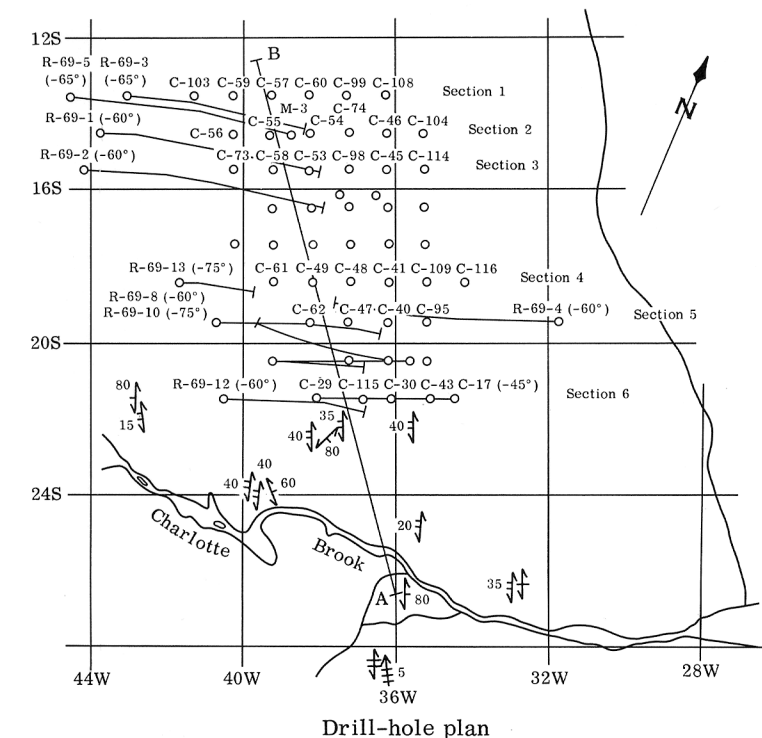 12S
B
R-69-5 R-69-3
(-65°) (-65°)
C-103 C-59 C-57 C-60 C-99 C-108
Section 1
M-3 C-74
R-69-1 (-60°)
C-55 C-54 C-46 C-104
C-56
Section 2
R-69-2 (-60°)
C-73 C-58 C-53 C-98 C-45 C-114
Section 3
16S
N
R-69-13 (-75°)
C-61 C-49 C-48 C-41 C-109 C-116
Section 4
R-69-8 (-60°)
R-69-10 (-75°)
C-62 C-47 C-40 C-95
R-69-4 (-60°)
Section 5
20S
R-69-12 (-60°)
C-29 C-115 C-30 C-43 C-17 (-45°)
Section 6
80
15
35
40
80
40
40
40
60
24S
Charlotte
Brook
20
35
A
80
5
44W 40W 36W 32W 28W
Drill-hole plan